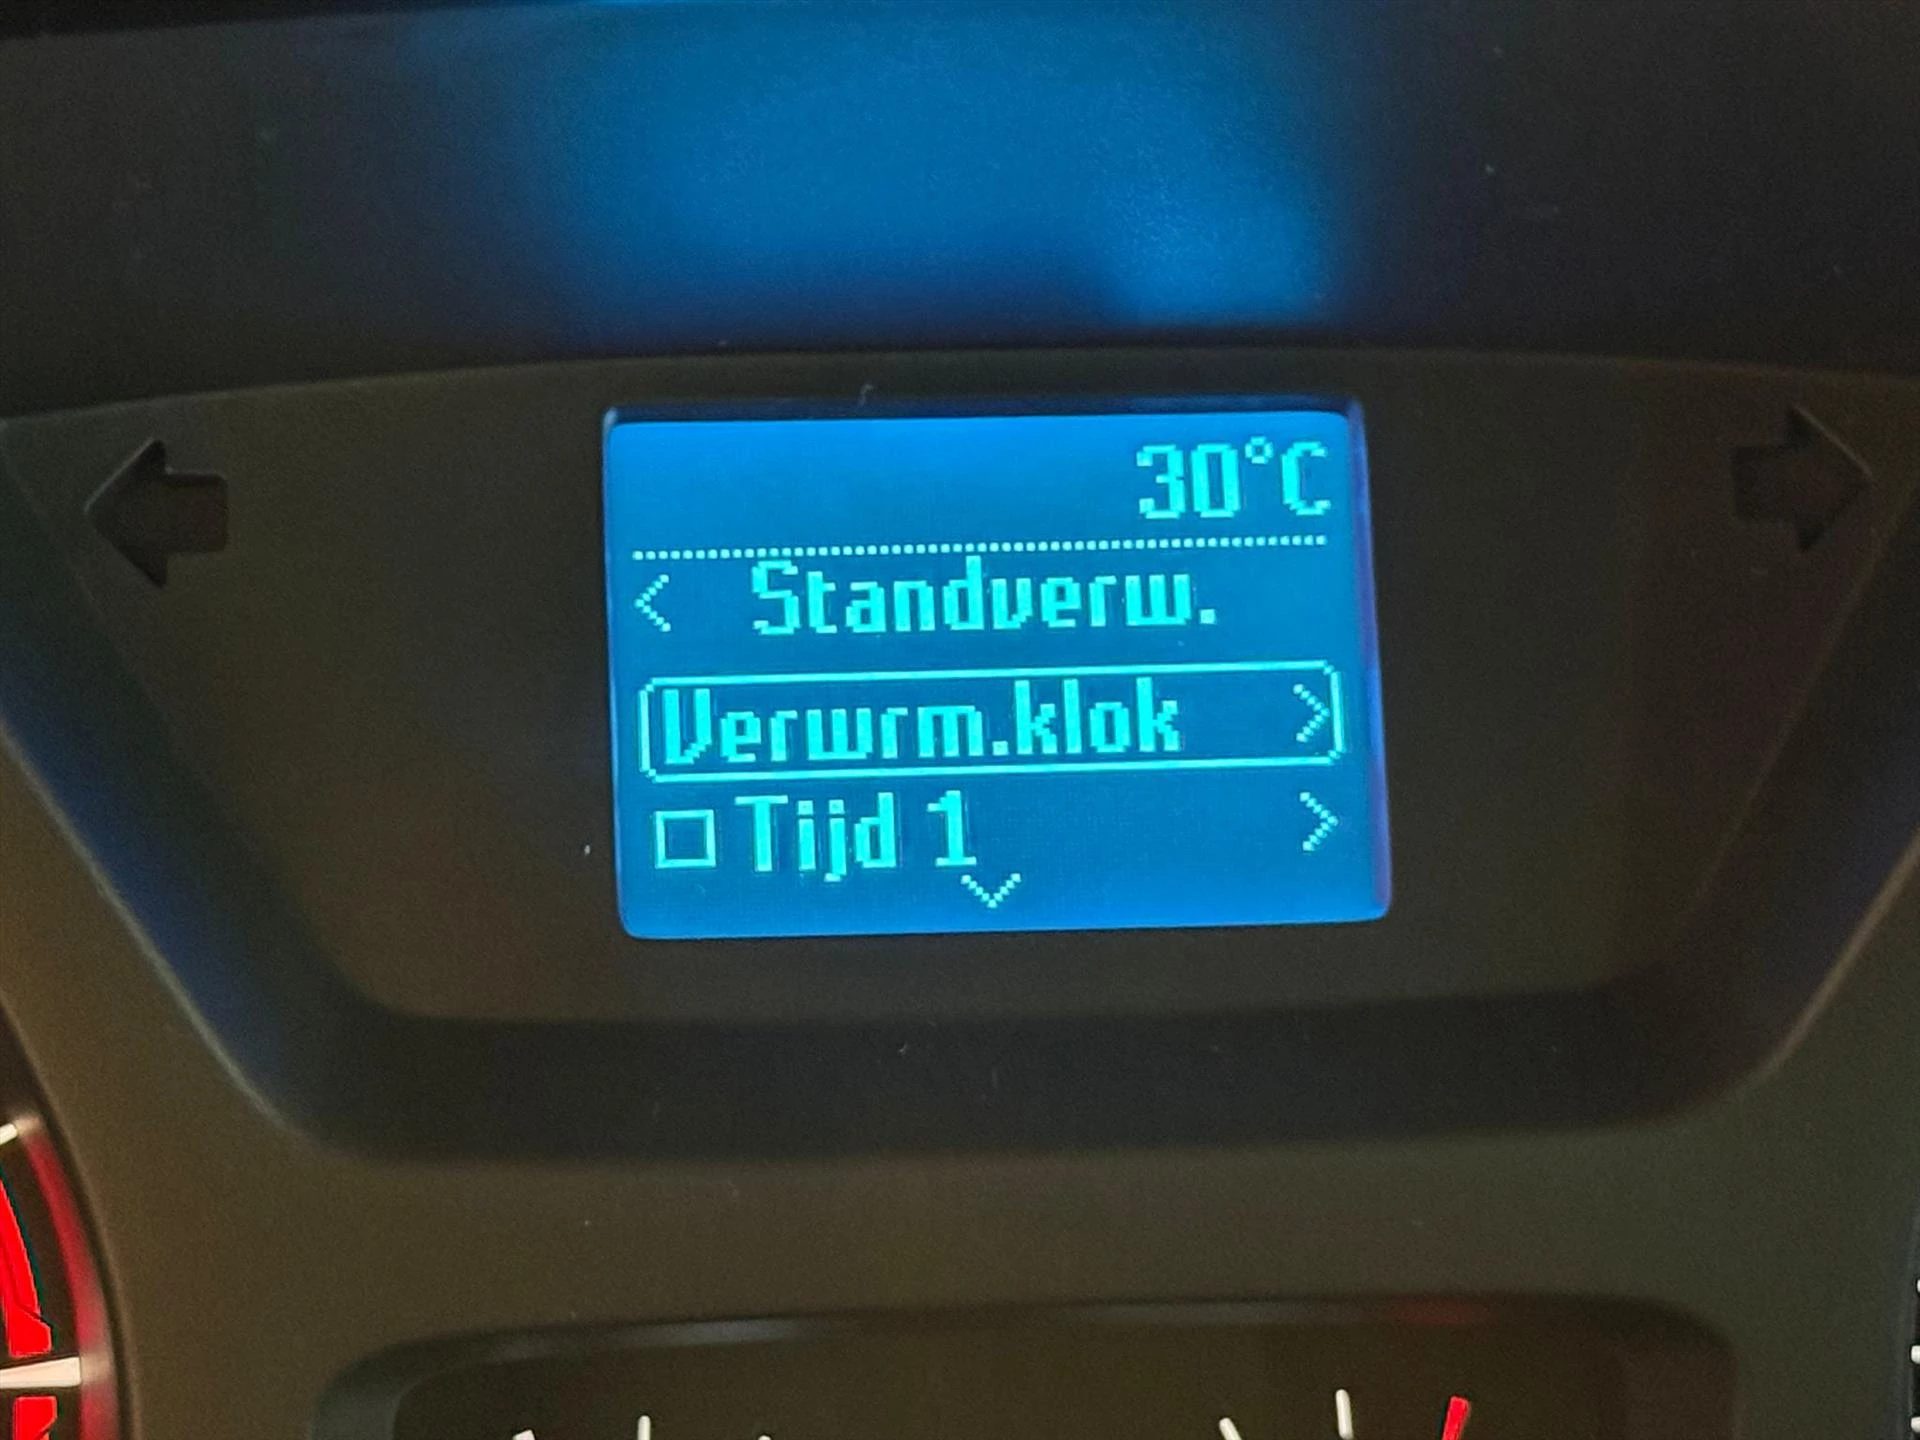 30°C
< Standverw.
Verwrm.klok >
□ Tijd 1 >